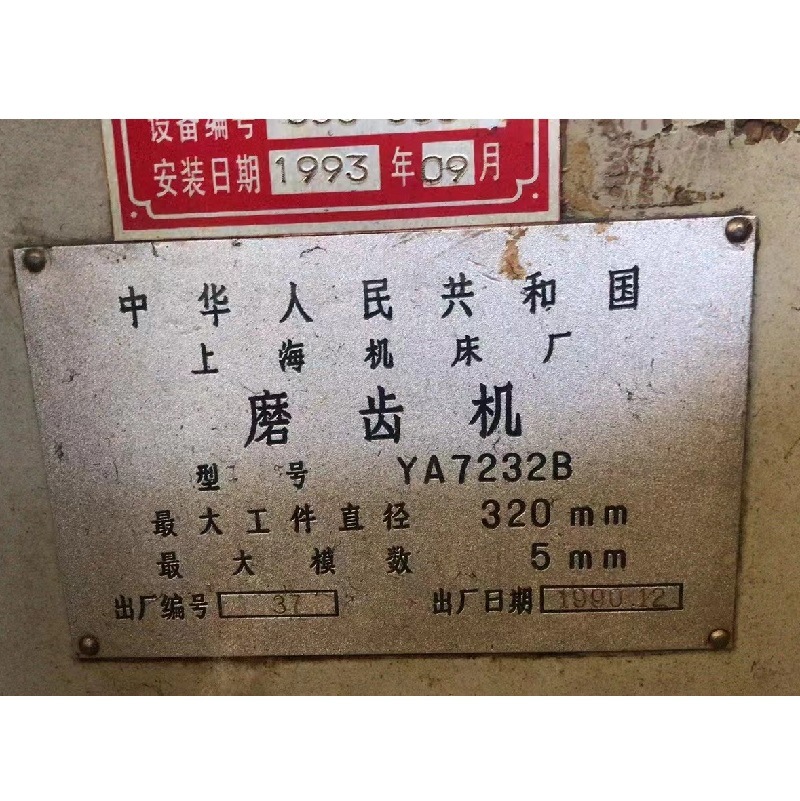 设备编号
安装日期 1993 年 09 月
中华人民共和国
上海机床厂
磨齿机
型号 YA7232B
最大工件直径 320 mm
最大模数 5 mm
出厂编号 37 出厂日期 1990.12